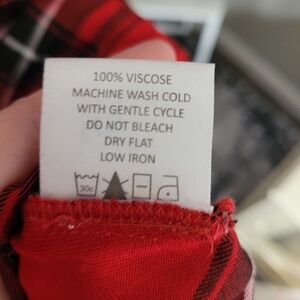 100% VISCOSE
MACHINE WASH COLD
WITH GENTLE CYCLE
DO NOT BLEACH
DRY FLAT
LOW IRON
30c